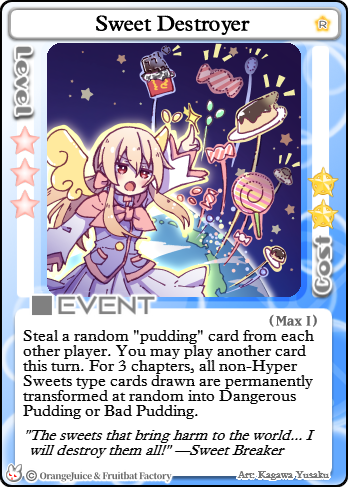 Sweet Destroyer
R
Level
Cost
EVENT
(Max 1)
Steal a random "pudding" card from each
other player. You may play another card
this turn. For 3 chapters, all non-Hyper
Sweets type cards drawn are permanently
transformed at random into Dangerous
Pudding or Bad Pudding.
"The sweets that bring harm to the world... I
will destroy them all!" —Sweet Breaker
© OrangeJuice & Fruitbat Factory
Art: Kagawa Yusaku